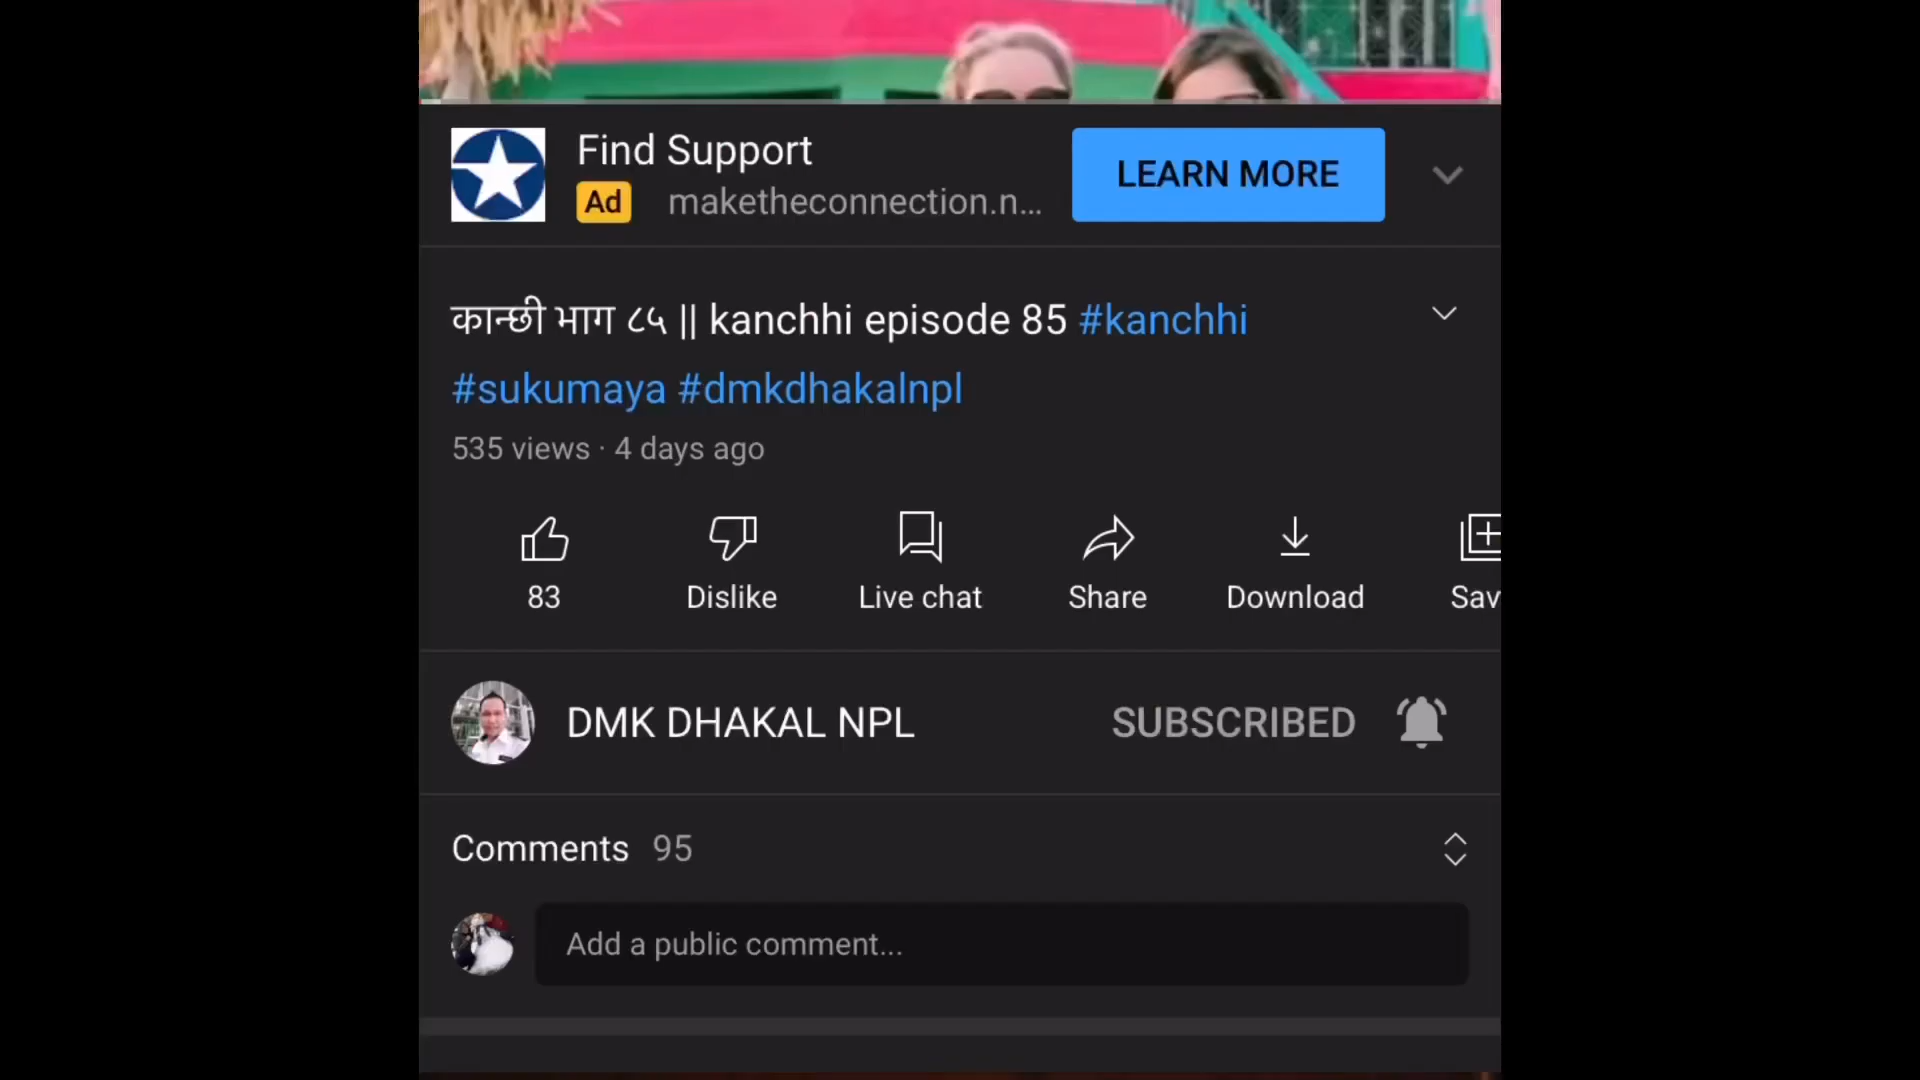 Find Support
LEARN MORE
Ad maketheconnection.n...
कान्छी भाग ८५ || kanchhi episode 85 #kanchhi
#sukumaya #dmkdhakalnpl
535 views · 4 days ago
83 Dislike Live chat Share Download Sav
DMK DHAKAL NPL SUBSCRIBED
Comments 95
Add a public comment...